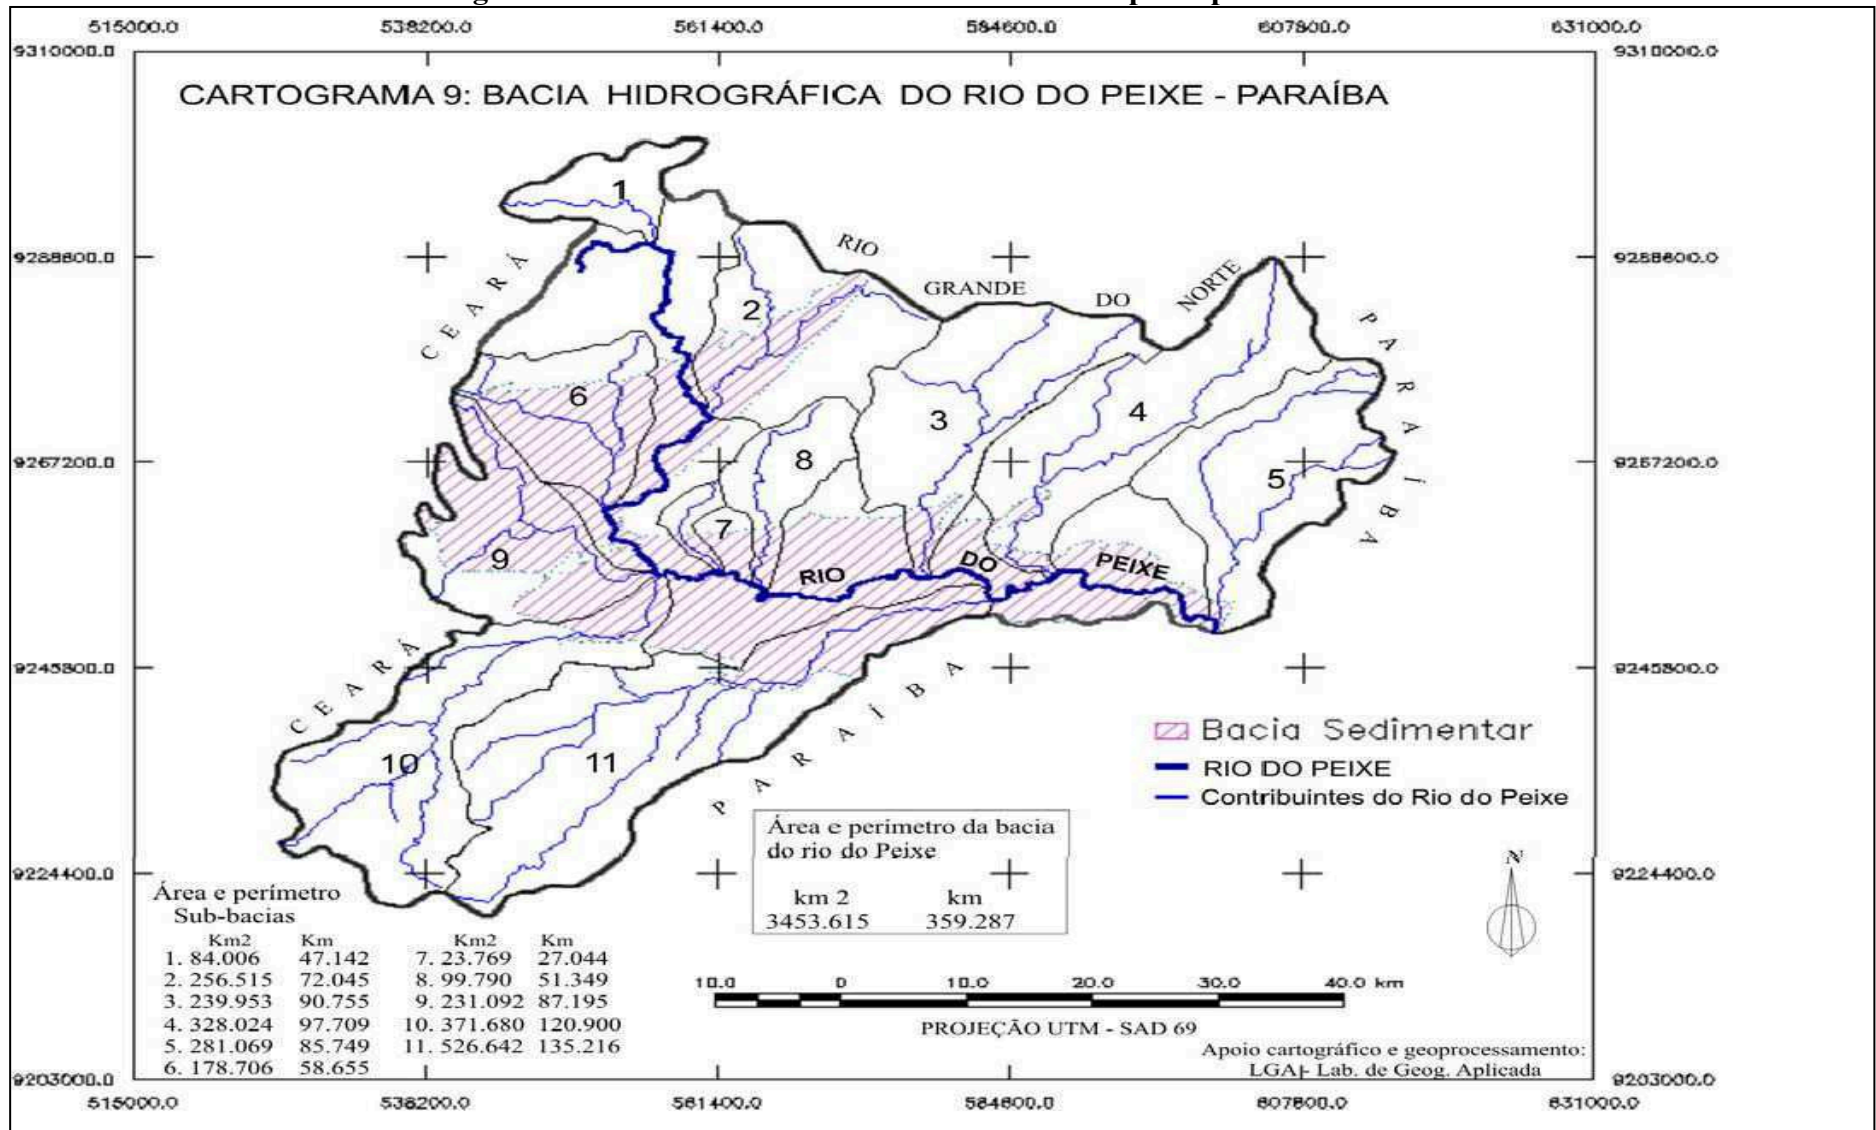 515000.0 538200.0 561400.0 584600.0 607800.0 631000.0
9310000.0 9310000.0
CARTOGRAMA 9: BACIA HIDROGRÁFICA DO RIO DO PEIXE - PARAÍBA
1
RIO
GRANDE
DO
NORTE
9288600.0 9288600.0
CEARÁ
2
PARAÍBA
6
3
4
9267200.0 9267200.0
8
5
7
9
RIO
DO
PEIXE
CEARÁ
9245800.0 9245800.0
PARAÍBA
10
11
Bacia Sedimentar
RIO DO PEIXE
Contribuintes do Rio do Peixe
Área e perimetro da bacia
do rio do Peixe
km 2 km
3453.615 359.287
N
9224400.0 9224400.0
Área e perímetro
Sub-bacias
Km2 Km Km2 Km
1. 84.006 47.142 7. 23.769 27.044
2. 256.515 72.045 8. 99.790 51.349
3. 239.953 90.755 9. 231.092 87.195
4. 328.024 97.709 10. 371.680 120.900
5. 281.069 85.749 11. 526.642 135.216
6. 178.706 58.655
10.0 0 10.0 20.0 30.0 40.0 km
PROJEÇÃO UTM - SAD 69
Apoio cartográfico e geoprocessamento:
LGA- Lab. de Geog. Aplicada
9203000.0 9203000.0
515000.0 538200.0 561400.0 584600.0 607800.0 631000.0